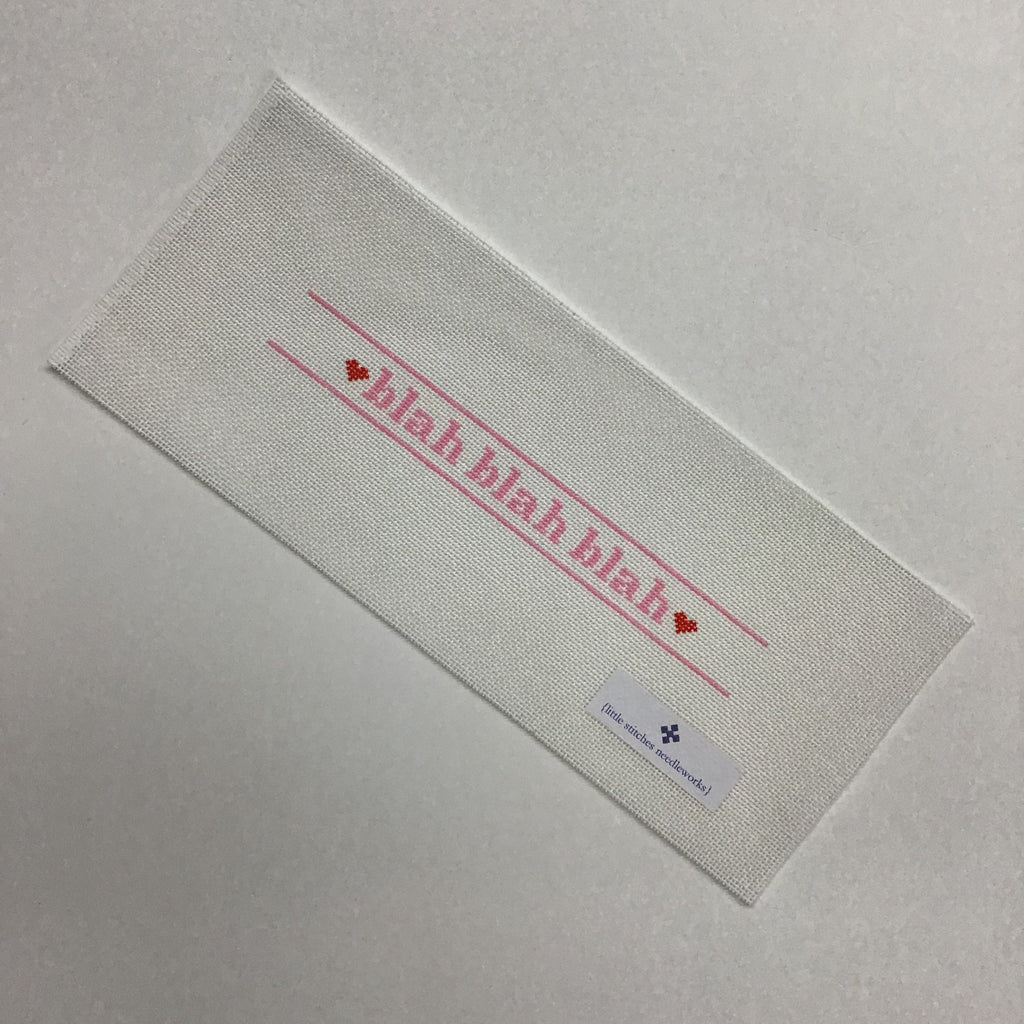 blah blah blah
{little stitches needleworks}